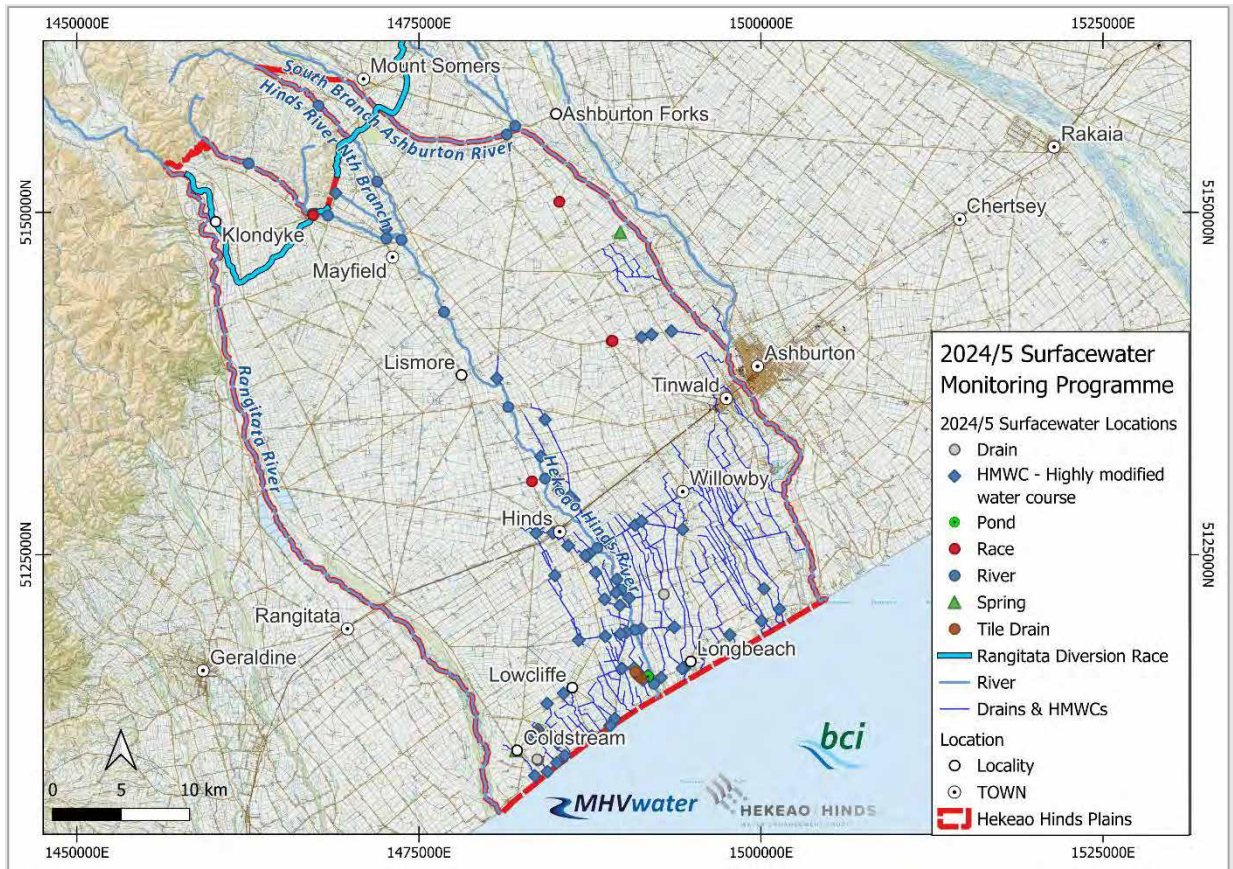 1450000E
1475000E
1500000E
1525000E
5150000N
5125000N
5150000N
5125000N
Mount Somers
South Branch Ashburton River
Hinds River Nth Branch
Ashburton Forks
Rakaia
Chertsey
Klondyke
Mayfield
Lismore
Ashburton
Tinwald
Rangitata River
Willowby
Hekeao Hinds River
Hinds
Rangitata
Geraldine
Longbeach
Lowcliffe
Coldstream
2024/5 Surfacewater
Monitoring Programme
2024/5 Surfacewater Locations
Drain
HMWC - Highly modified
water course
Pond
Race
River
Spring
Tile Drain
Rangitata Diversion Race
River
Drains & HMWCs
Location
Locality
TOWN
Hekeao Hinds Plains
0 5 10 km
bci
MHVwater
HEKEAO HINDS
1450000E
1475000E
1500000E
1525000E